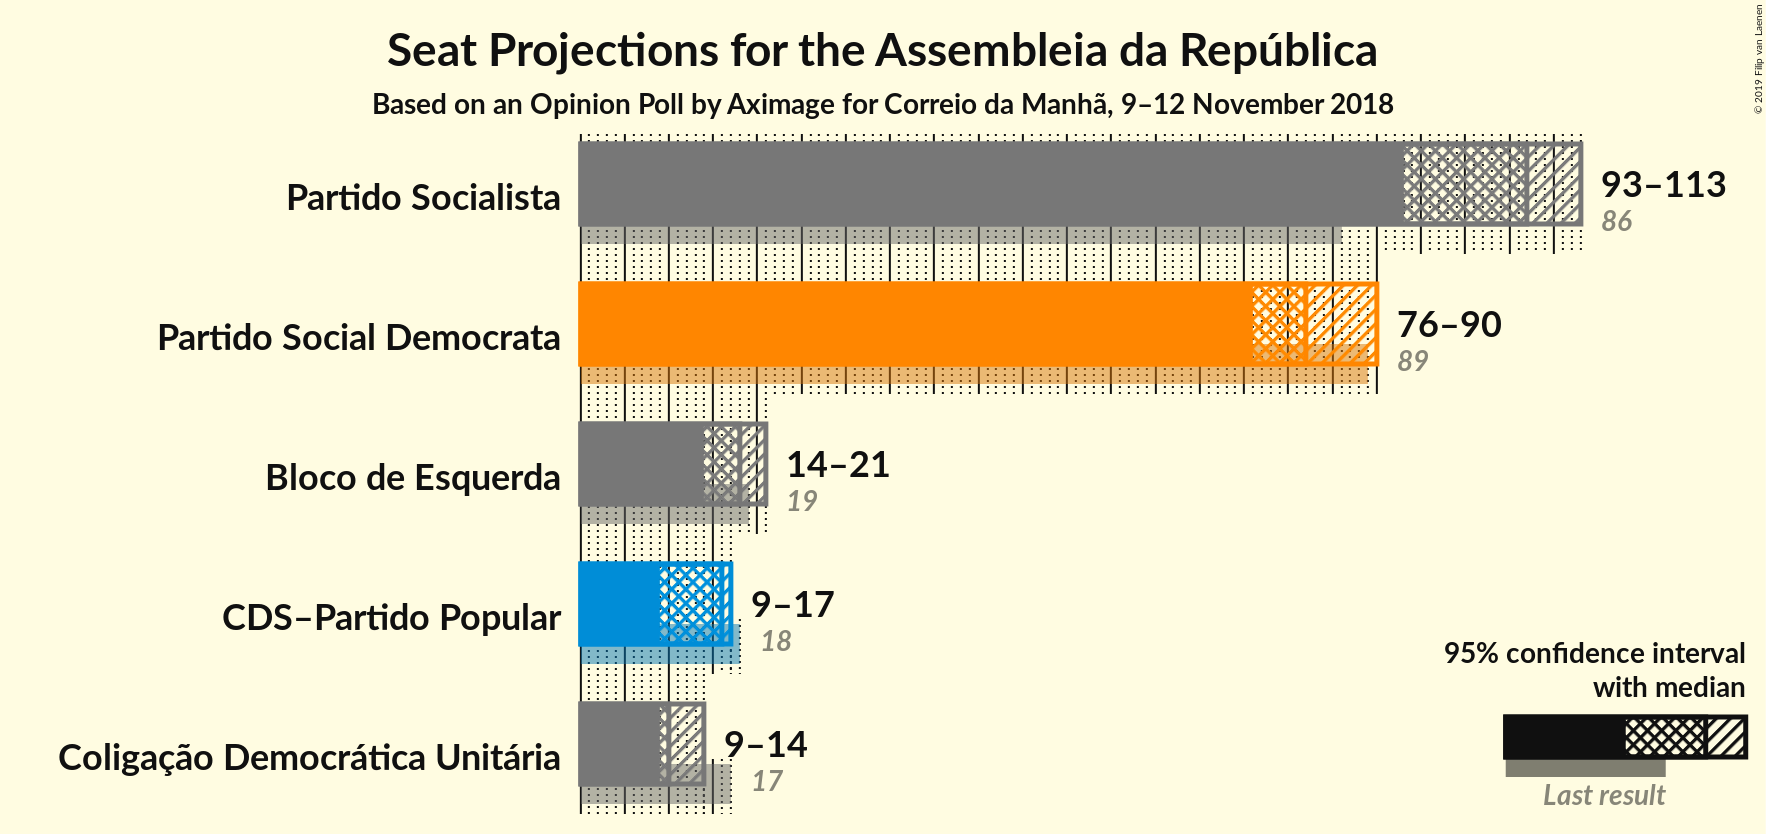 Seat Projections for the Assembleia da República
Based on an Opinion Poll by Aximage for Correio da Manhã, 9–12 November 2018
© 2019 Filip van Laenen
Partido Socialista
93–113
86
Partido Social Democrata
76–90
89
Bloco de Esquerda
14–21
19
CDS–Partido Popular
9–17
18
Coligação Democrática Unitária
9–14
17
95% confidence interval
with median
Last result